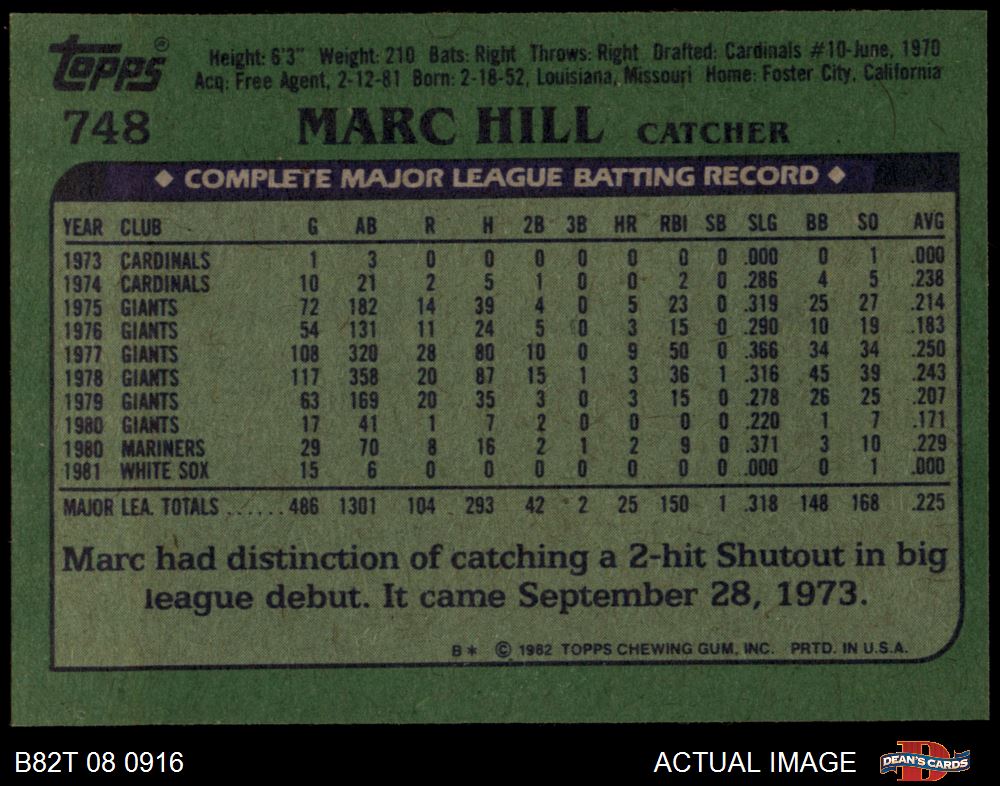 topps®
Height: 6'3" Weight: 210 Bats: Right Throws: Right Drafted: Cardinals #10-June, 1970
Acq: Free Agent, 2-12-81 Born: 2-18-52, Louisiana, Missouri Home: Foster City, California
748 MARC HILL CATCHER
◆ COMPLETE MAJOR LEAGUE BATTING RECORD ◆
YEAR CLUB G AB R H 2B 3B HR RBI SB SLG BB SO AVG
1973 CARDINALS 1 3 0 0 0 0 0 0 0 .000 0 1 .000
1974 CARDINALS 10 21 2 5 1 0 0 2 0 .286 4 5 .238
1975 GIANTS 72 182 14 39 4 0 5 23 0 .319 25 27 .214
1976 GIANTS 54 131 11 24 5 0 3 15 0 .290 10 19 .183
1977 GIANTS 108 320 28 80 10 0 9 50 0 .366 34 34 .250
1978 GIANTS 117 358 20 87 15 1 3 36 1 .316 45 39 .243
1979 GIANTS 63 169 20 35 3 0 3 15 0 .278 26 25 .207
1980 GIANTS 17 41 1 7 2 0 0 0 0 .220 1 7 .171
1980 MARINERS 29 70 8 16 2 1 2 9 0 .371 3 10 .229
1981 WHITE SOX 15 6 0 0 0 0 0 0 0 .000 0 1 .000
MAJOR LEA. TOTALS ...... 486 1301 104 293 42 2 25 150 1 .318 148 168 .225
Marc had distinction of catching a 2-hit Shutout in big
league debut. It came September 28, 1973.
B* © 1982 TOPPS CHEWING GUM, INC. PRTD. IN U.S.A.
B82T 08 0916 ACTUAL IMAGE DEAN'S CARDS